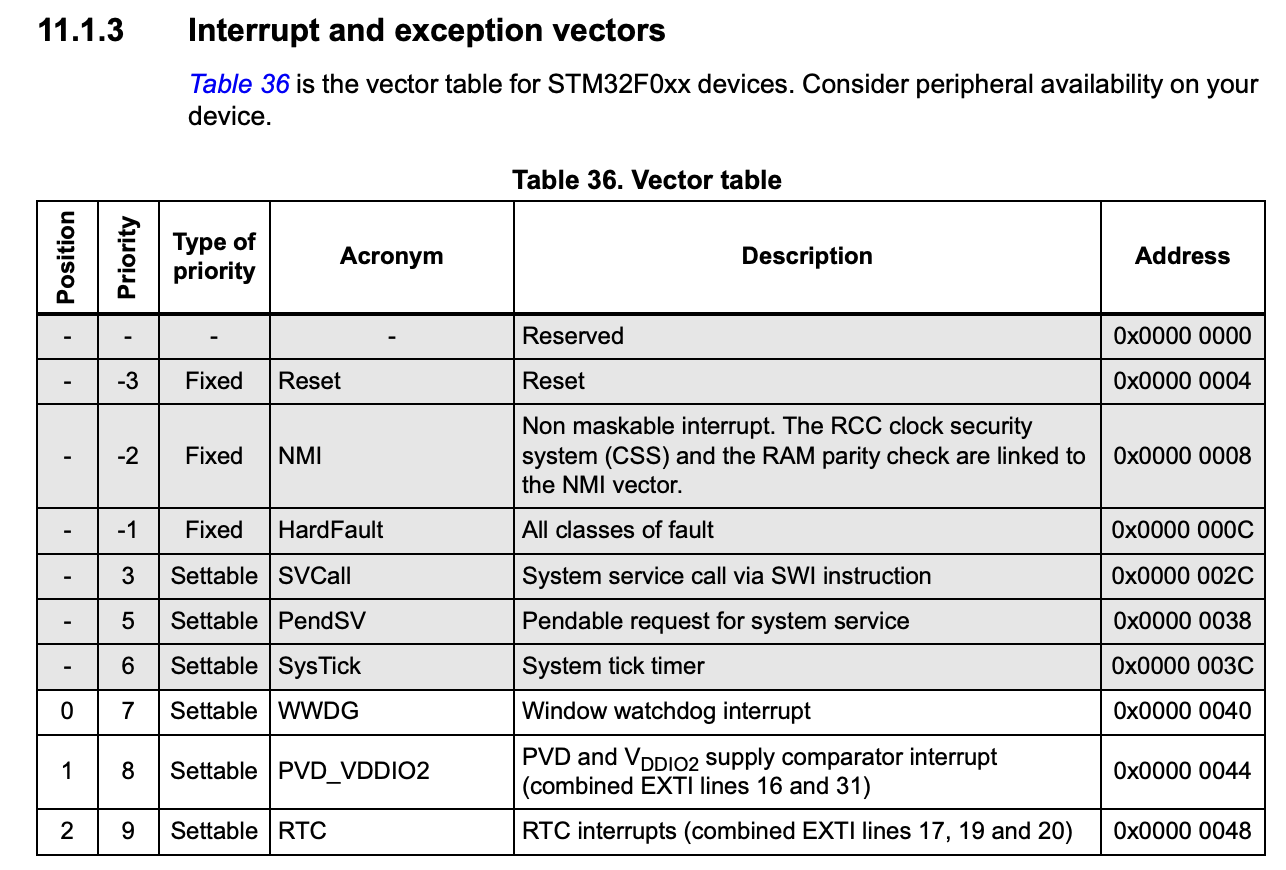 11.1.3 Interrupt and exception vectors
Table 36 is the vector table for STM32F0xx devices. Consider peripheral availability on your
device.
Table 36. Vector table
Position Priority Type of priority Acronym Description Address
- - - - Reserved 0x0000 0000
- -3 Fixed Reset Reset 0x0000 0004
- -2 Fixed NMI Non maskable interrupt. The RCC clock security
system (CSS) and the RAM parity check are linked to
the NMI vector. 0x0000 0008
- -1 Fixed HardFault All classes of fault 0x0000 000C
- 3 Settable SVCall System service call via SWI instruction 0x0000 002C
- 5 Settable PendSV Pendable request for system service 0x0000 0038
- 6 Settable SysTick System tick timer 0x0000 003C
0 7 Settable WWDG Window watchdog interrupt 0x0000 0040
1 8 Settable PVD_VDDIO2 PVD and VDDIO2 supply comparator interrupt
(combined EXTI lines 16 and 31) 0x0000 0044
2 9 Settable RTC RTC interrupts (combined EXTI lines 17, 19 and 20) 0x0000 0048